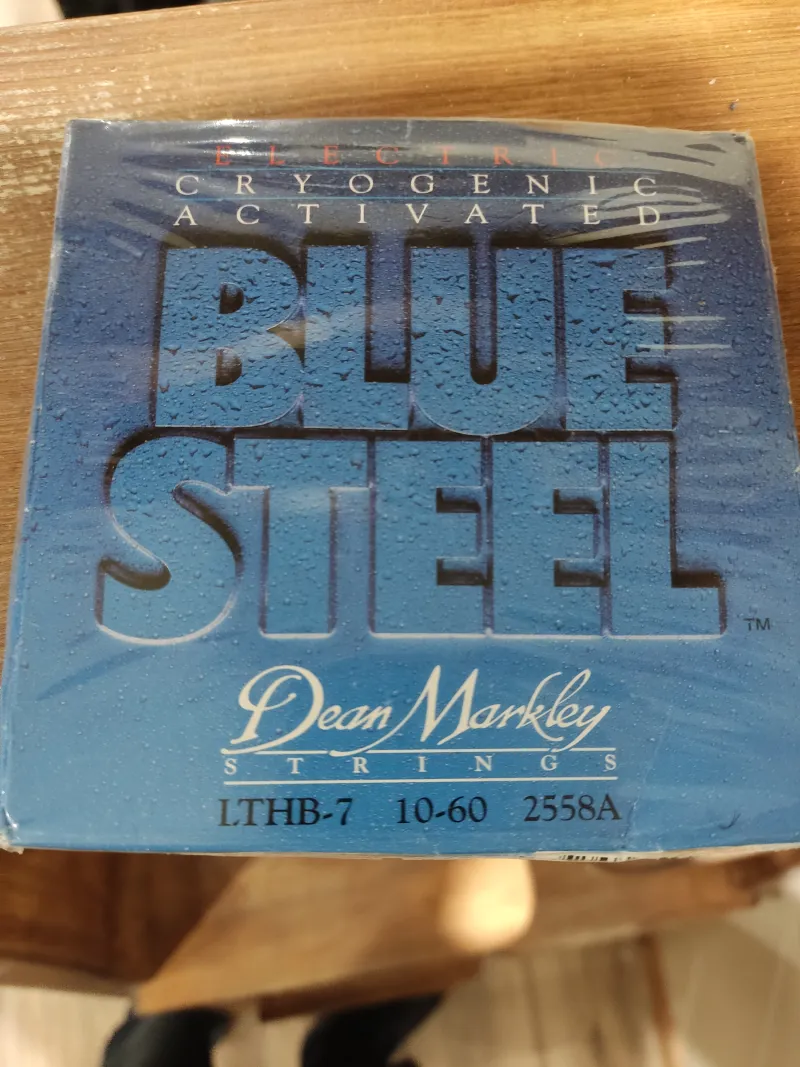 ELECTRIC
CRYOGENIC
ACTIVATED
BLUE
STEEL
TM
Dean Markley
STRINGS
LTHB-7 10-60 2558A